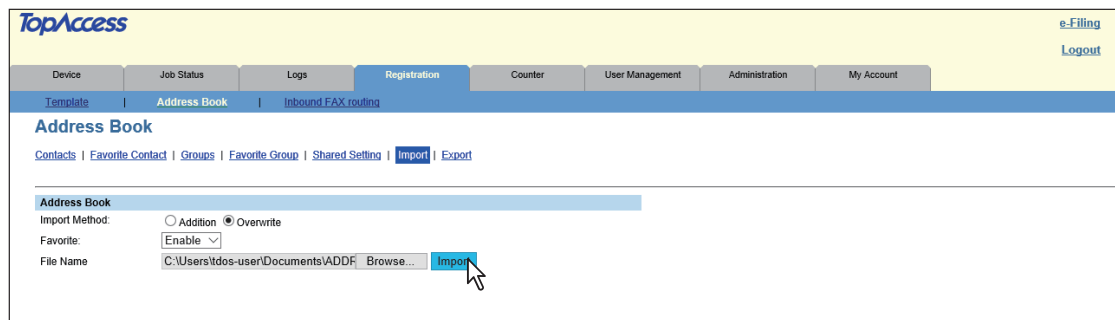 TopAccess
e-Filing
Logout
Device Job Status Logs Registration Counter User Management Administration My Account
Template | Address Book | Inbound FAX routing
Address Book
Contacts | Favorite Contact | Groups | Favorite Group | Shared Setting | Import | Export
Address Book
Import Method: Addition Overwrite
Favorite: Enable
File Name C:\Users\tdos-user\Documents\ADDR Browse... Import